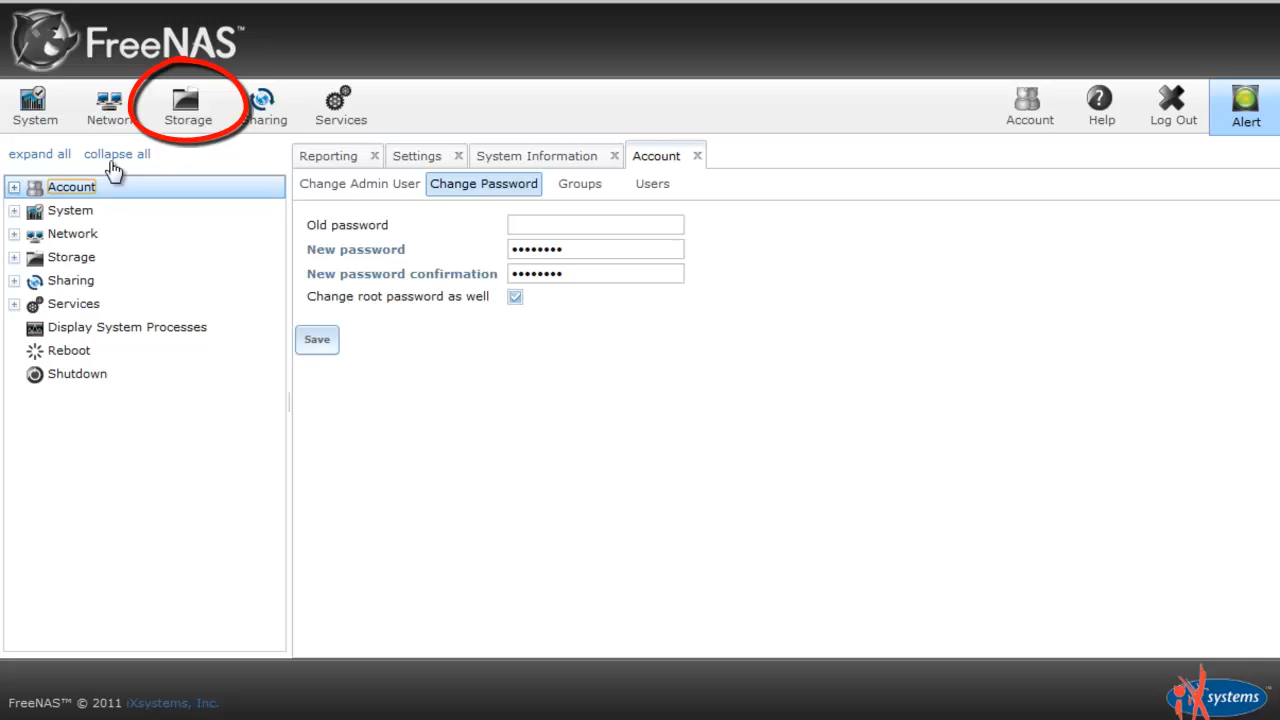 FreeNAS™
System Network Storage Sharing Services Account Help Log Out Alert
expand all collapse all
Account
System
Network
Storage
Sharing
Services
Display System Processes
Reboot
Shutdown
Reporting Settings System Information Account
Change Admin User Change Password Groups Users
Old password
New password ••••••••
New password confirmation ••••••••
Change root password as well
Save
FreeNAS™ © 2011 iXsystems, Inc.
iXsystems™